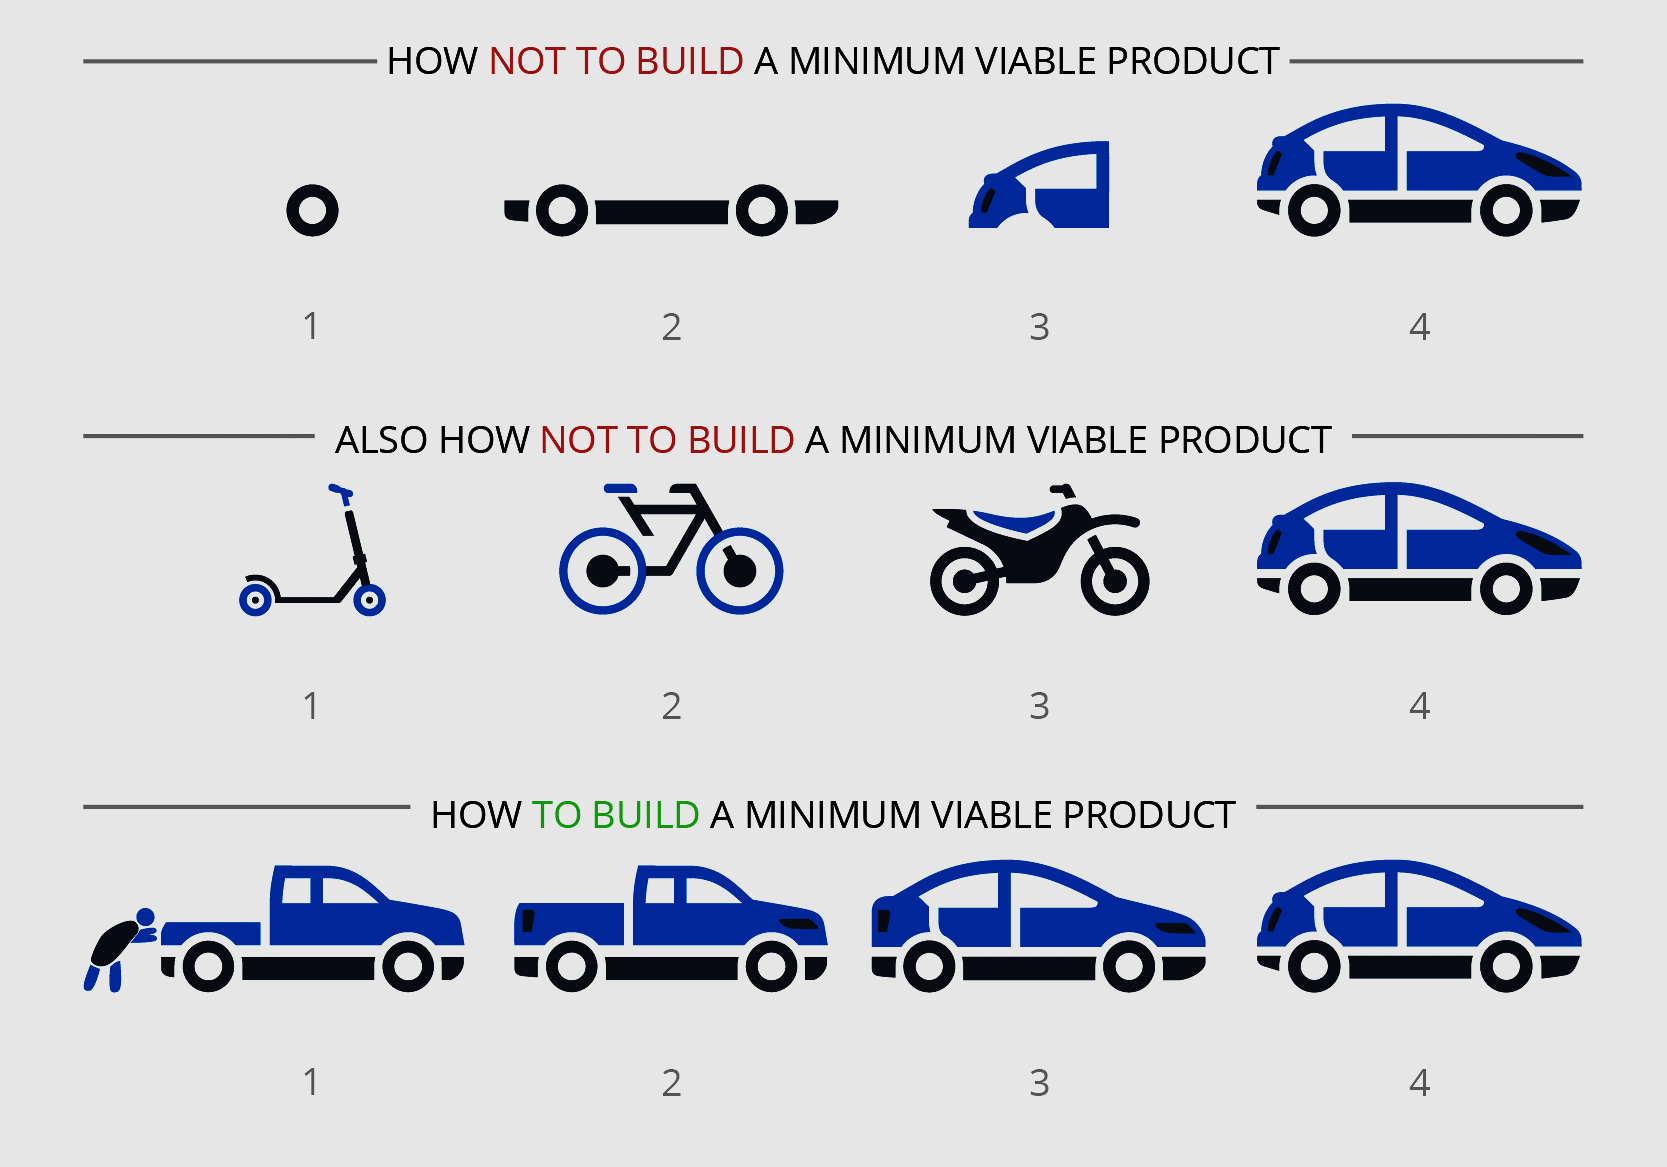 HOW NOT TO BUILD A MINIMUM VIABLE PRODUCT
1 2 3 4
ALSO HOW NOT TO BUILD A MINIMUM VIABLE PRODUCT
1 2 3 4
HOW TO BUILD A MINIMUM VIABLE PRODUCT
1 2 3 4